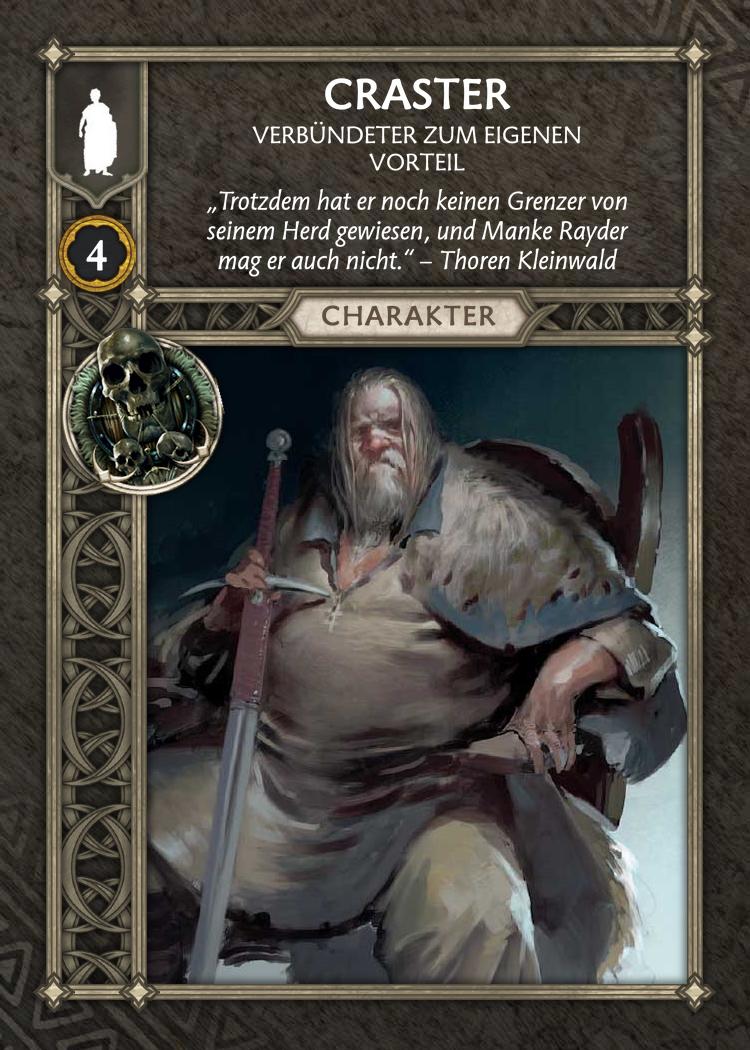 CRASTER
VERBÜNDETER ZUM EIGENEN
VORTEIL
„Trotzdem hat er noch keinen Grenzer von
seinem Herd gewiesen, und Manke Rayder
mag er auch nicht.“ – Thoren Kleinwald
4
CHARAKTER